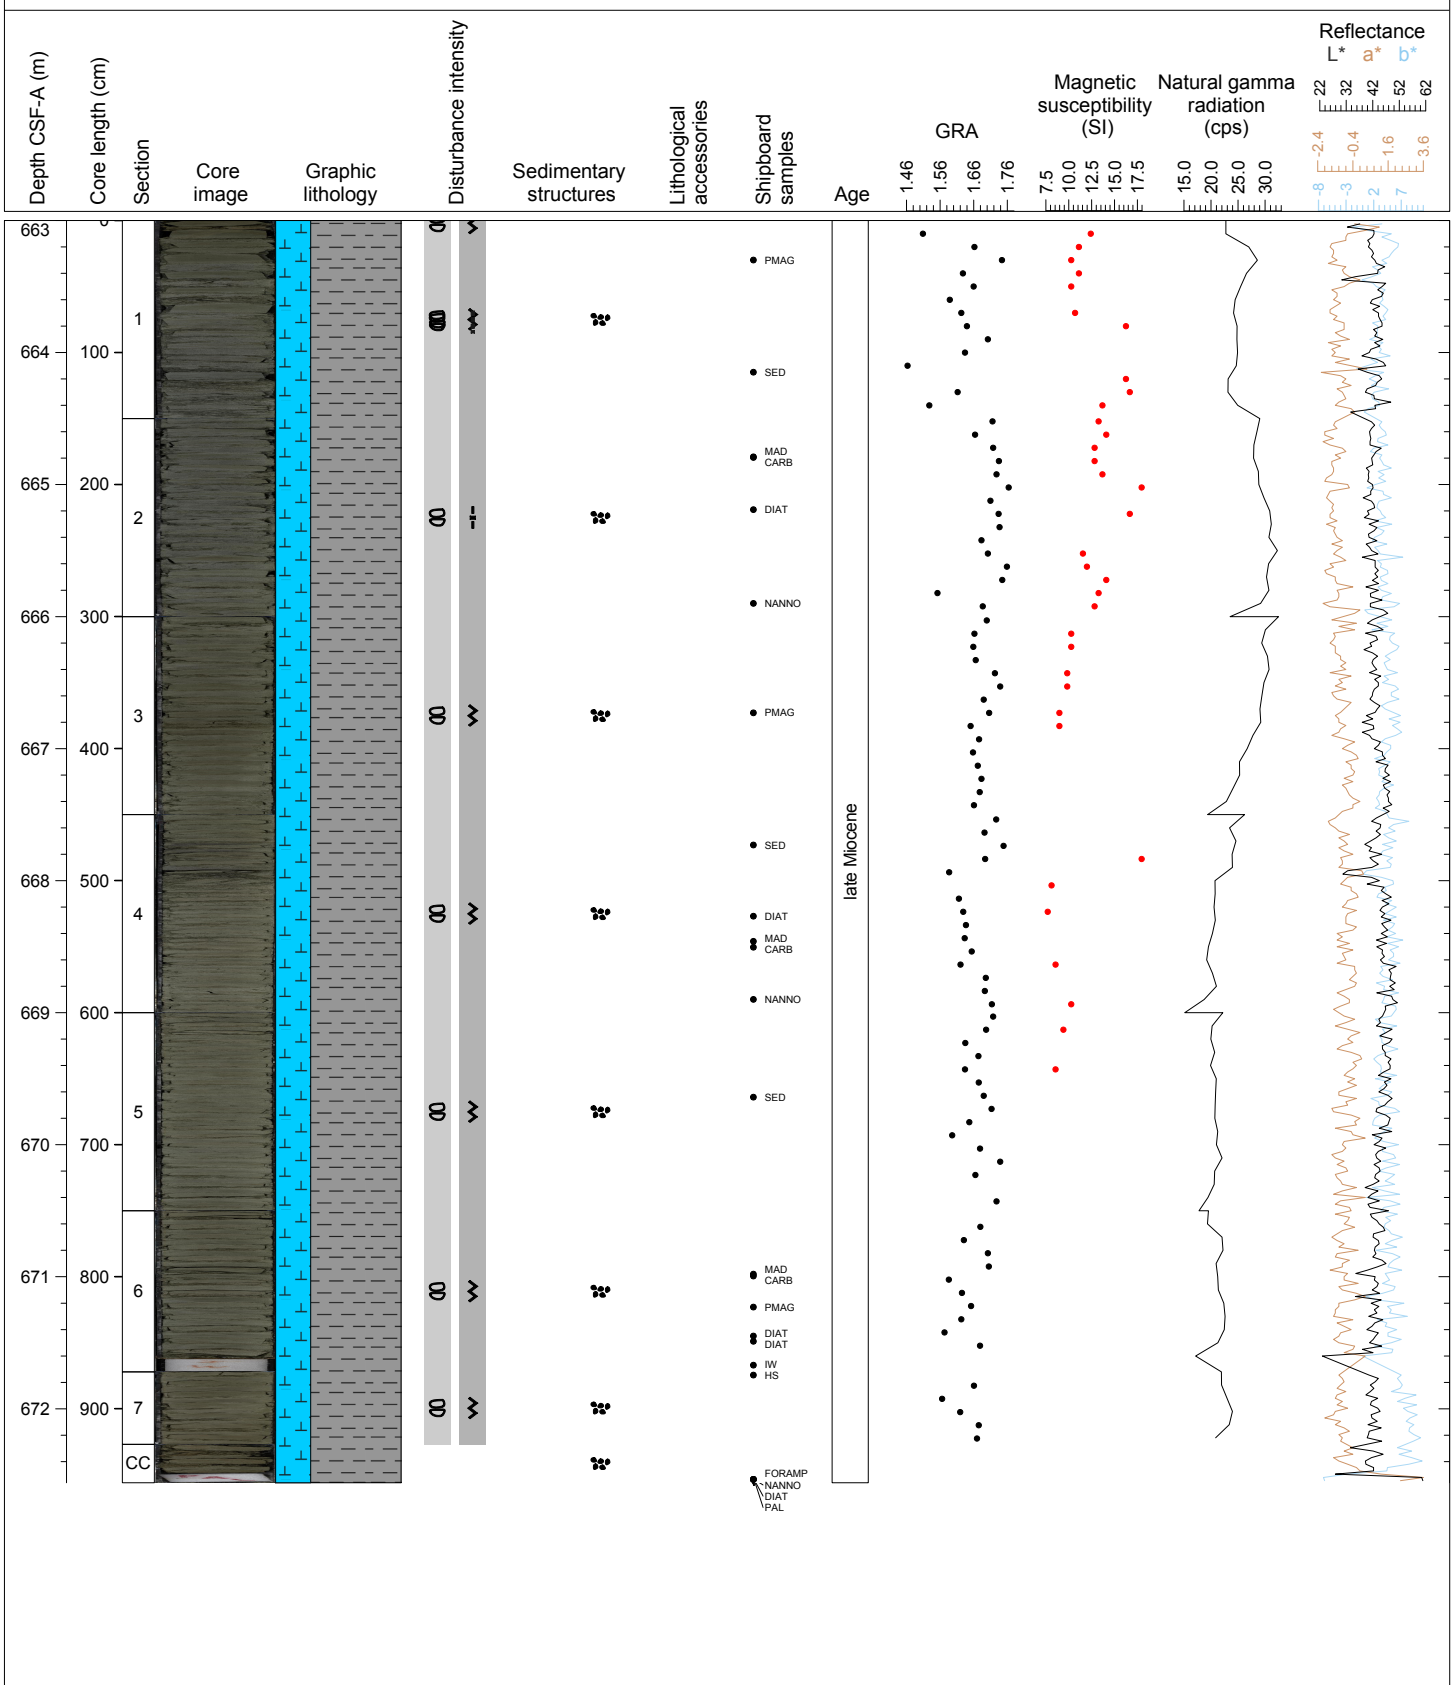 Depth CSF-A (m)
Core length (cm)
Section
Core
image
Graphic
lithology
Disturbance intensity
Sedimentary
structures
Lithological
accessories
Shipboard
samples
Age
GRA
1.46 1.56 1.66 1.76
Magnetic
susceptibility
(SI)
7.5 10.0 12.5 15.0 17.5
Natural gamma
radiation
(cps)
15.0 20.0 25.0 30.0
Reflectance
L* a* b*
22 32 42 52 62
-2.4 -0.4 1.6 3.6
-8 -3 2 7
663
664
665
666
667
668
669
670
671
672
0
100
200
300
400
500
600
700
800
900
1
2
3
4
5
6
7
CC
PMAG
SED
MAD
CARB
DIAT
NANNO
PMAG
SED
DIAT
MAD
CARB
NANNO
SED
MAD
CARB
PMAG
DIAT
DIAT
IW
HS
FORAMP
NANNO
DIAT
PAL
late Miocene